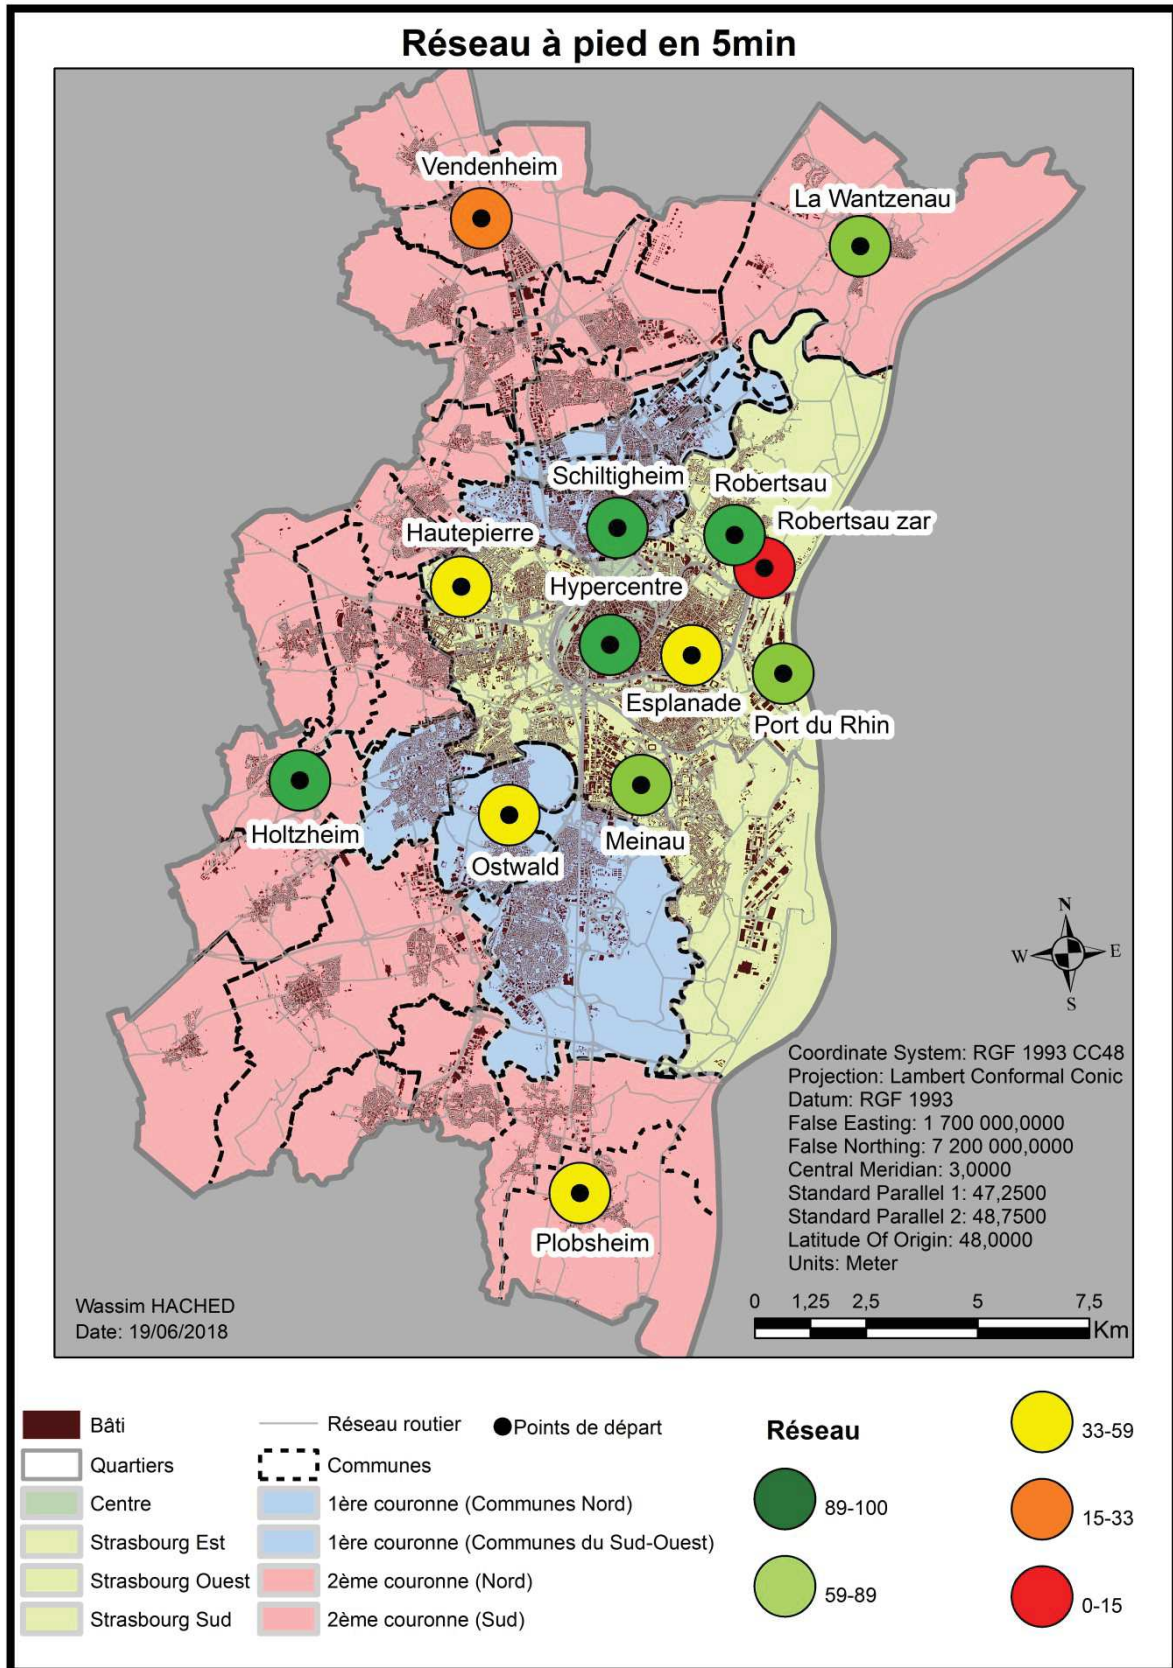 Réseau à pied en 5min
Vendenheim
La Wantzenau
Schiltigheim
Robertsau
Robertsau zar
Hautepierre
Hypercentre
Esplanade
Port du Rhin
Holtzheim
Ostwald
Meinau
Plobsheim
N
W
E
S
Coordinate System: RGF 1993 CC48
Projection: Lambert Conformal Conic
Datum: RGF 1993
False Easting: 1 700 000,0000
False Northing: 7 200 000,0000
Central Meridian: 3,0000
Standard Parallel 1: 47,2500
Standard Parallel 2: 48,7500
Latitude Of Origin: 48,0000
Units: Meter
Wassim HACHED
Date: 19/06/2018
0 1,25 2,5 5 7,5
Km
Bâti
Quartiers
Centre
Strasbourg Est
Strasbourg Ouest
Strasbourg Sud
Réseau routier
Points de départ
Communes
1ère couronne (Communes Nord)
1ère couronne (Communes du Sud-Ouest)
2ème couronne (Nord)
2ème couronne (Sud)
Réseau
89-100
59-89
33-59
15-33
0-15